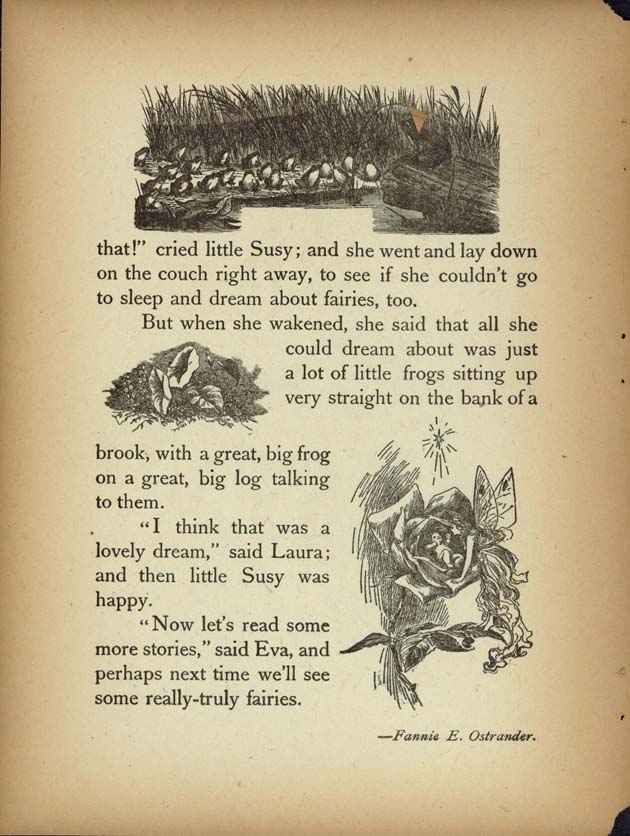 that!” cried little Susy; and she went and lay down
on the couch right away, to see if she couldn’t go
to sleep and dream about fairies, too.
But when she wakened, she said that all she
could dream about was just
a lot of little frogs sitting up
very straight on the bank of a
brook, with a great, big frog
on a great, big log talking
to them.
“I think that was a
lovely dream,” said Laura;
and then little Susy was
happy.
“Now let’s read some
more stories,” said Eva, and
perhaps next time we’ll see
some really-truly fairies.
—Fannie E. Ostrander.